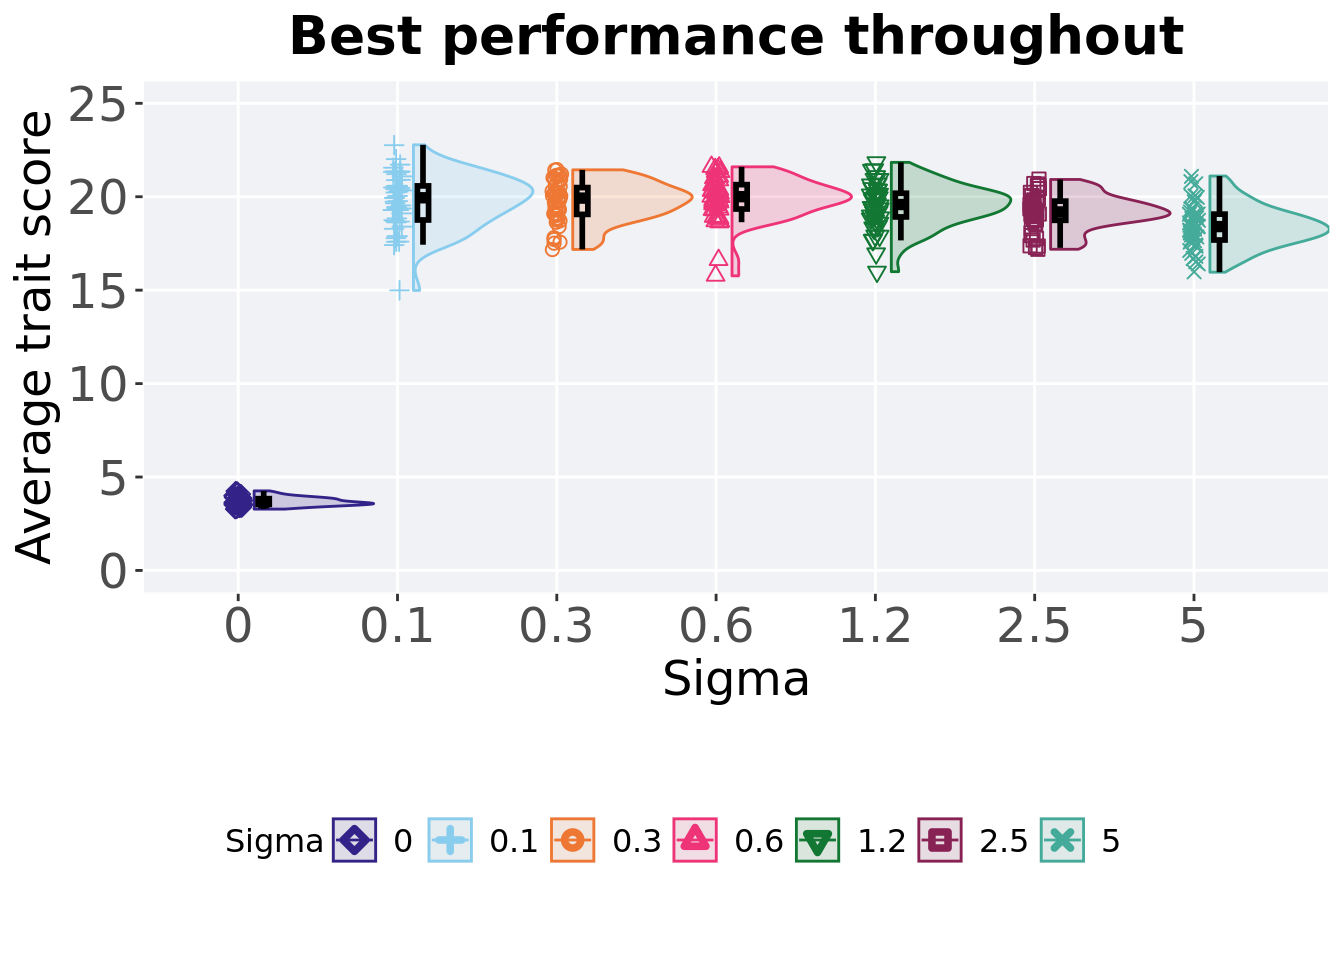 Best performance throughout
Average trait score
25
20
15
10
5
0
0 0.1 0.3 0.6 1.2 2.5 5
Sigma
Sigma 0 0.1 0.3 0.6 1.2 2.5 5